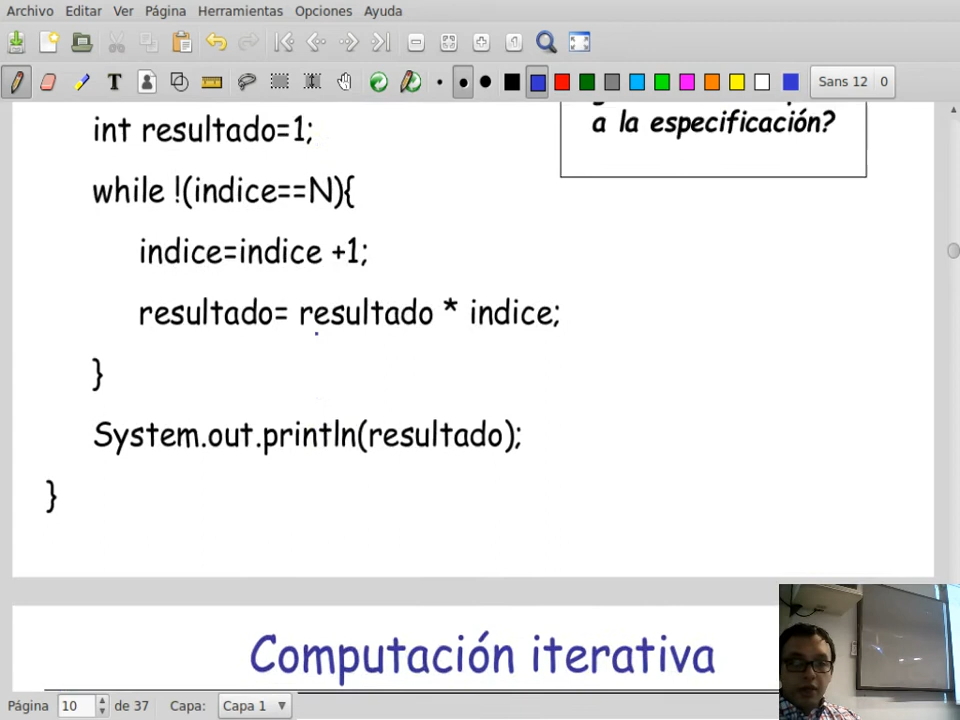 Archivo Editar Ver Página Herramientas Opciones Ayuda
T 1 Sans 12 0
a la especificación?
int resultado=1;
while !(indice==N){
indice=indice +1;
resultado= resultado * indice;
}
System.out.println(resultado);
}
Computación iterativa
Página 10 de 37 Capa: Capa 1